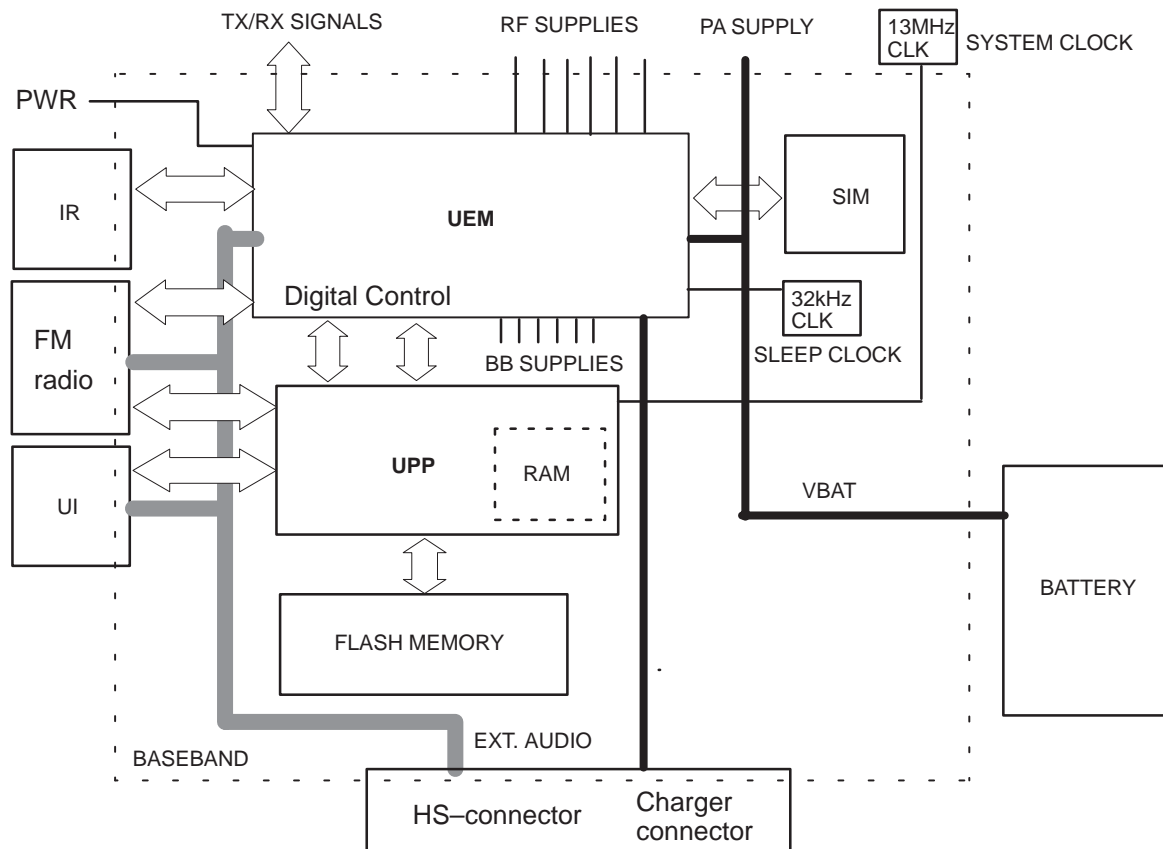 TX/RX SIGNALS
RF SUPPLIES
PA SUPPLY
13MHz
CLK
SYSTEM CLOCK
PWR
IR
UEM
SIM
Digital Control
FM
radio
32kHz
CLK
SLEEP CLOCK
BB SUPPLIES
UPP
RAM
UI
VBAT
BATTERY
FLASH MEMORY
EXT. AUDIO
BASEBAND
HS–connector
Charger
connector